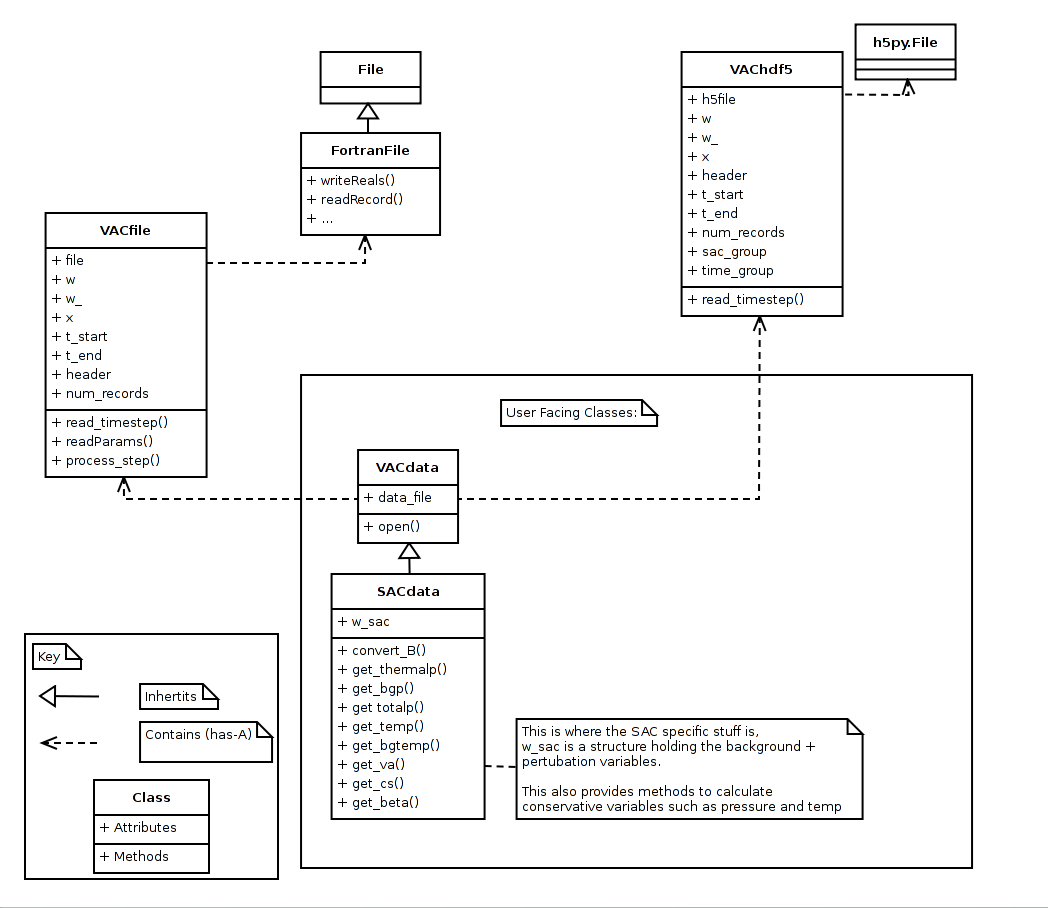 h5py.File
File
VAChdf5
+ h5file
+ w
+ w_
+ x
+ header
+ t_start
+ t_end
+ num_records
+ sac_group
+ time_group
+ read_timestep()
FortranFile
+ writeReals()
+ readRecord()
+ ...
VACfile
+ file
+ w
+ w_
+ x
+ t_start
+ t_end
+ header
+ num_records
+ read_timestep()
+ readParams()
+ process_step()
User Facing Classes:
VACdata
+ data_file
+ open()
SACdata
+ w_sac
+ convert_B()
+ get_thermalp()
+ get_bgp()
+ get totalp()
+ get_temp()
+ get_bgtemp()
+ get_va()
+ get_cs()
+ get_beta()
This is where the SAC specific stuff is,
w_sac is a structure holding the background +
pertubation variables.
This also provides methods to calculate
conservative variables such as pressure and temp
Key
Inhertits
Contains (has-A)
Class
+ Attributes
+ Methods